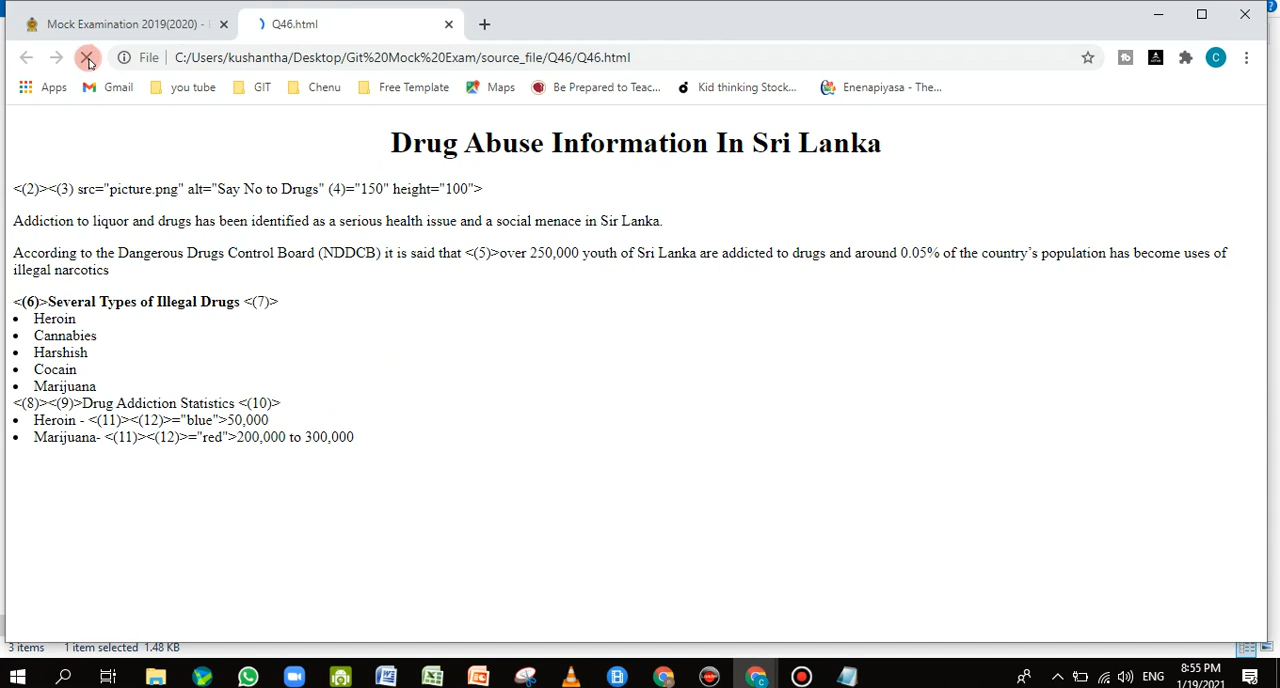 Mock Examination 2019(2020) -
Q46.html
File
C:/Users/kushantha/Desktop/Git%20Mock%20Exam/source_file/Q46/Q46.html
Apps
Gmail
you tube
GIT
Chenu
Free Template
Maps
Be Prepared to Teac...
Kid thinking Stock...
Enenapiyasa - The...
C
Drug Abuse Information In Sri Lanka
<(2)><(3) src="picture.png" alt="Say No to Drugs" (4)="150" height="100">
Addiction to liquor and drugs has been identified as a serious health issue and a social menace in Sir Lanka.
According to the Dangerous Drugs Control Board (NDDCB) it is said that <(5)>over 250,000 youth of Sri Lanka are addicted to drugs and around 0.05% of the country’s population has become uses of
illegal narcotics
<(6)>Several Types of Illegal Drugs <(7)>
• Heroin
• Cannabies
• Harshish
• Cocain
• Marijuana
<(8)><(9)>Drug Addiction Statistics <(10)>
• Heroin - <(11)><(12)>="blue">50,000
• Marijuana- <(11)><(12)>="red">200,000 to 300,000
3 items 1 item selected 1.48 KB
ENG
8:55 PM
1/19/2021